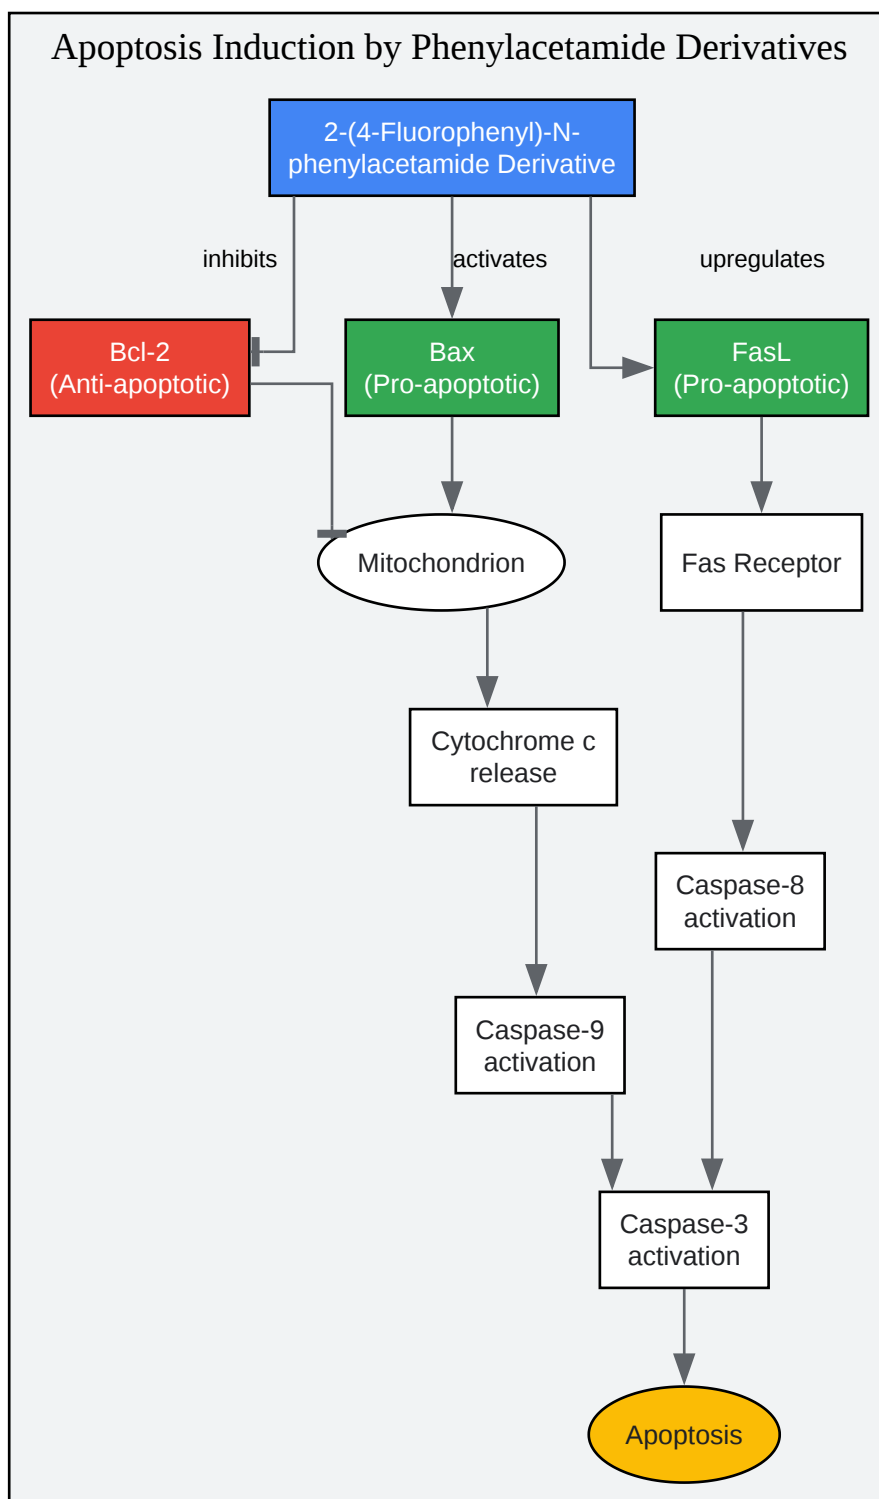 Apoptosis Induction by Phenylacetamide Derivatives
2-(4-Fluorophenyl)-N-
phenylacetamide Derivative
inhibits
activates
upregulates
Bcl-2
(Anti-apoptotic)
Bax
(Pro-apoptotic)
FasL
(Pro-apoptotic)
Mitochondrion
Fas Receptor
Cytochrome c
release
Caspase-8
activation
Caspase-9
activation
Caspase-3
activation
Apoptosis